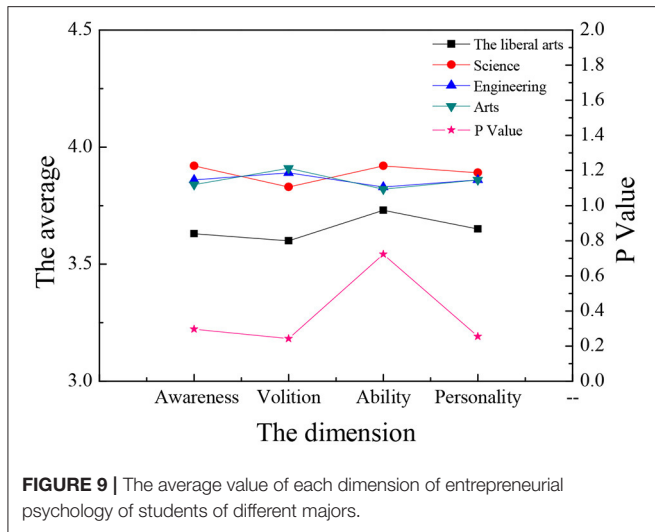 4.5
4.0
3.5
3.0
The average
The liberal arts
Science
Engineering
Arts
P Value
2.0
1.8
1.6
1.4
1.2
1.0
0.8
0.6
0.4
0.2
0.0
P Value
Awareness Volition Ability Personality --
The dimension
FIGURE 9 | The average value of each dimension of entrepreneurial
psychology of students of different majors.